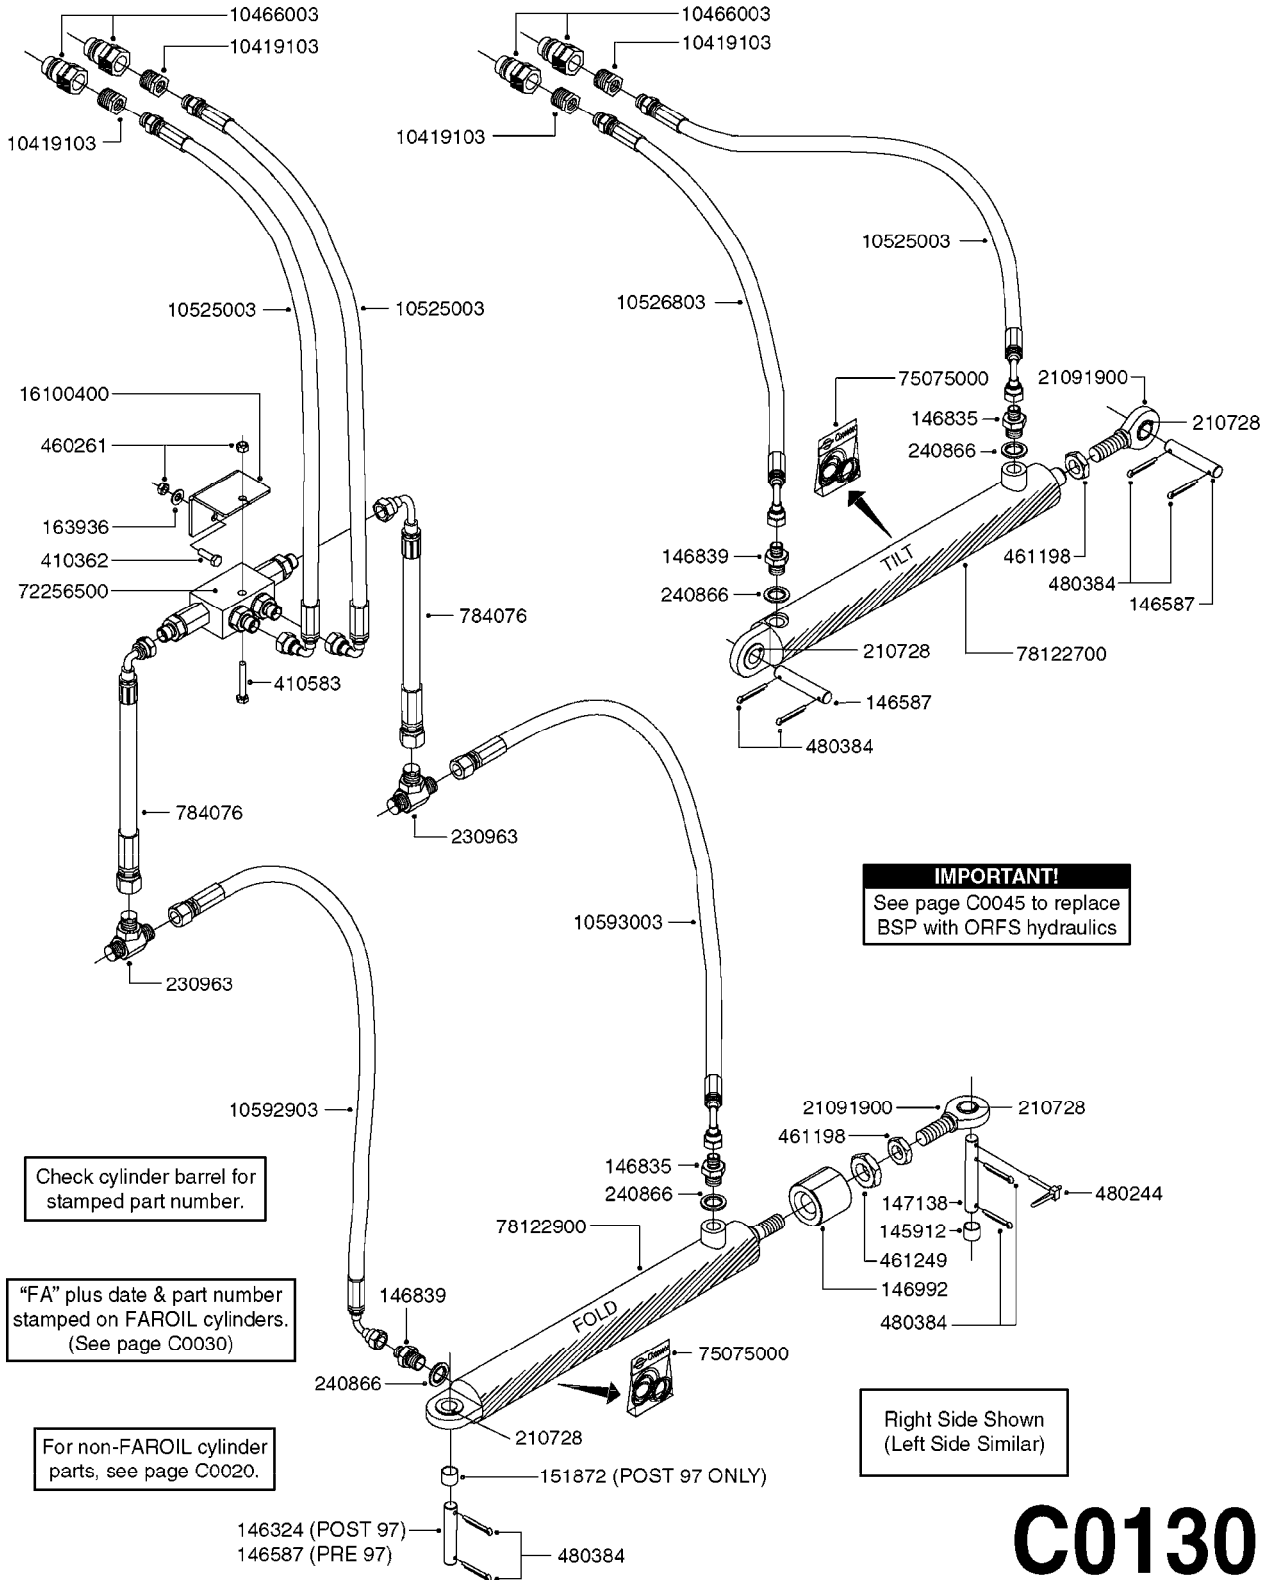 10466003
10419103
10419103
10466003
10419103
10419103
10525003
10525003
10525003
10526803
16100400
460261
163936
410362
72256500
410583
784076
784076
230963
230963
75075000
21091900
146835
210728
240866
461198
480384
146587
TILT
146839
240866
210728
78122700
146587
480384
IMPORTANT!
See page C0045 to replace
BSP with ORFS hydraulics
10593003
10592903
21091900
210728
461198
146835
240866
147138
480244
145912
78122900
461249
146992
480384
FOLD
146839
75075000
240866
210728
151872 (POST 97 ONLY)
146324 (POST 97)
146587 (PRE 97)
480384
Check cylinder barrel for
stamped part number.
"FA" plus date & part number
stamped on FAROIL cylinders.
(See page C0030)
For non-FAROIL cylinder
parts, see page C0020.
Right Side Shown
(Left Side Similar)
C0130